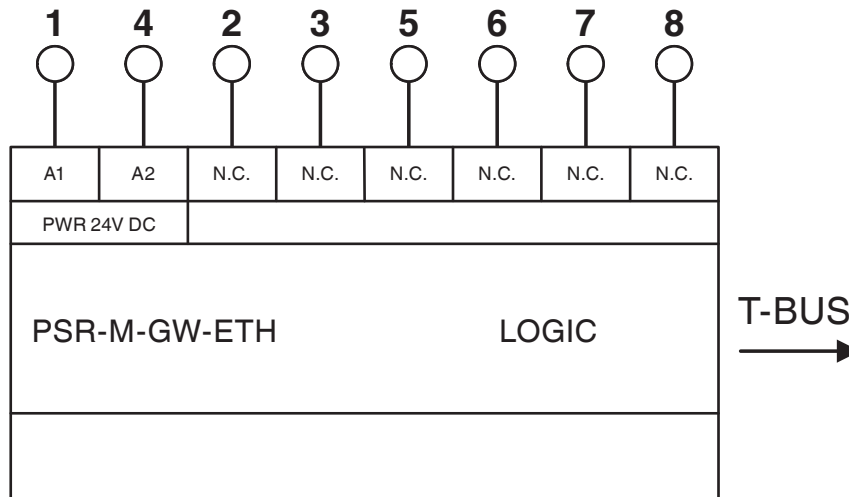 1 4 2 3 5 6 7 8
A1 A2 N.C. N.C. N.C. N.C. N.C. N.C.
PWR 24V DC
PSR-M-GW-ETH LOGIC
T-BUS